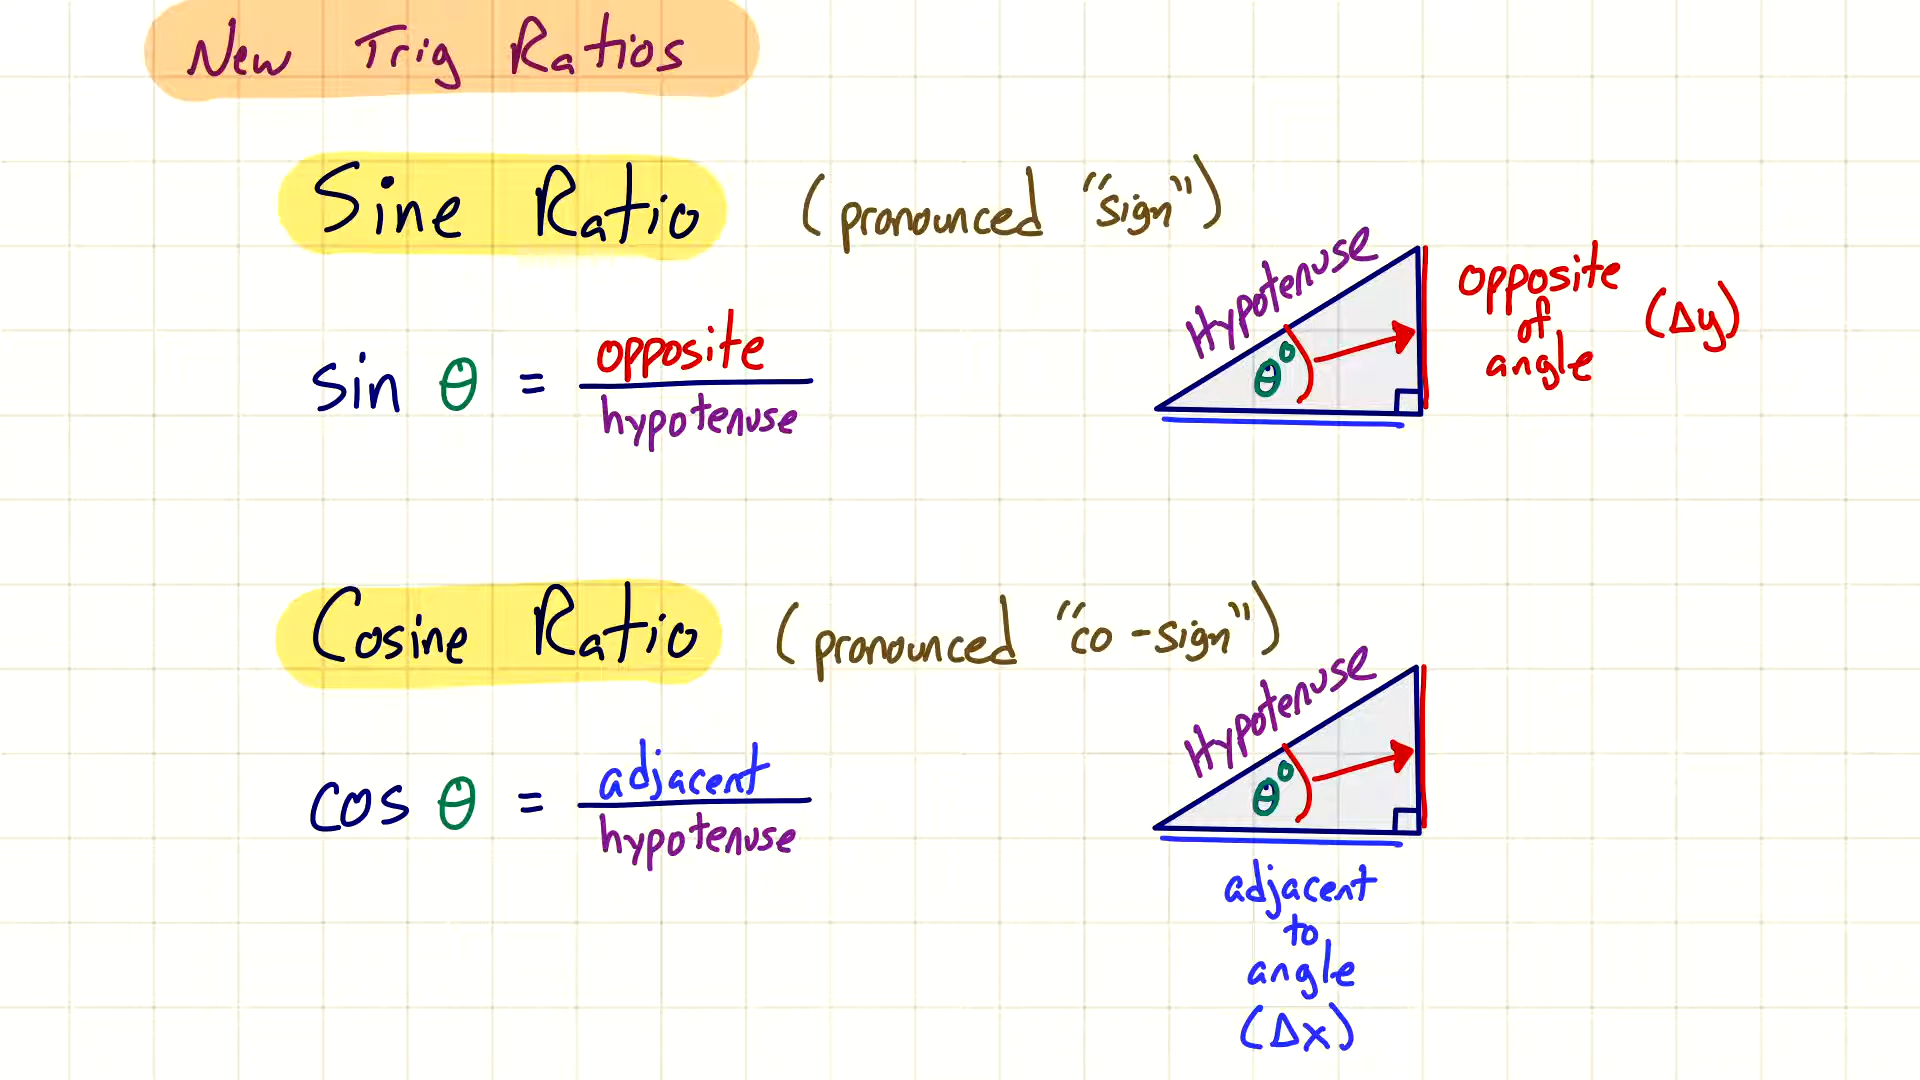 New Trig Ratios
Sine Ratio (pronounced "sign")
sin θ = opposite
hypotenuse
Hypotenuse
θ°
opposite
of
angle
(Δy)
Cosine Ratio (pronounced "co-sign")
cos θ = adjacent
hypotenuse
Hypotenuse
θ°
adjacent
to
angle
(Δx)